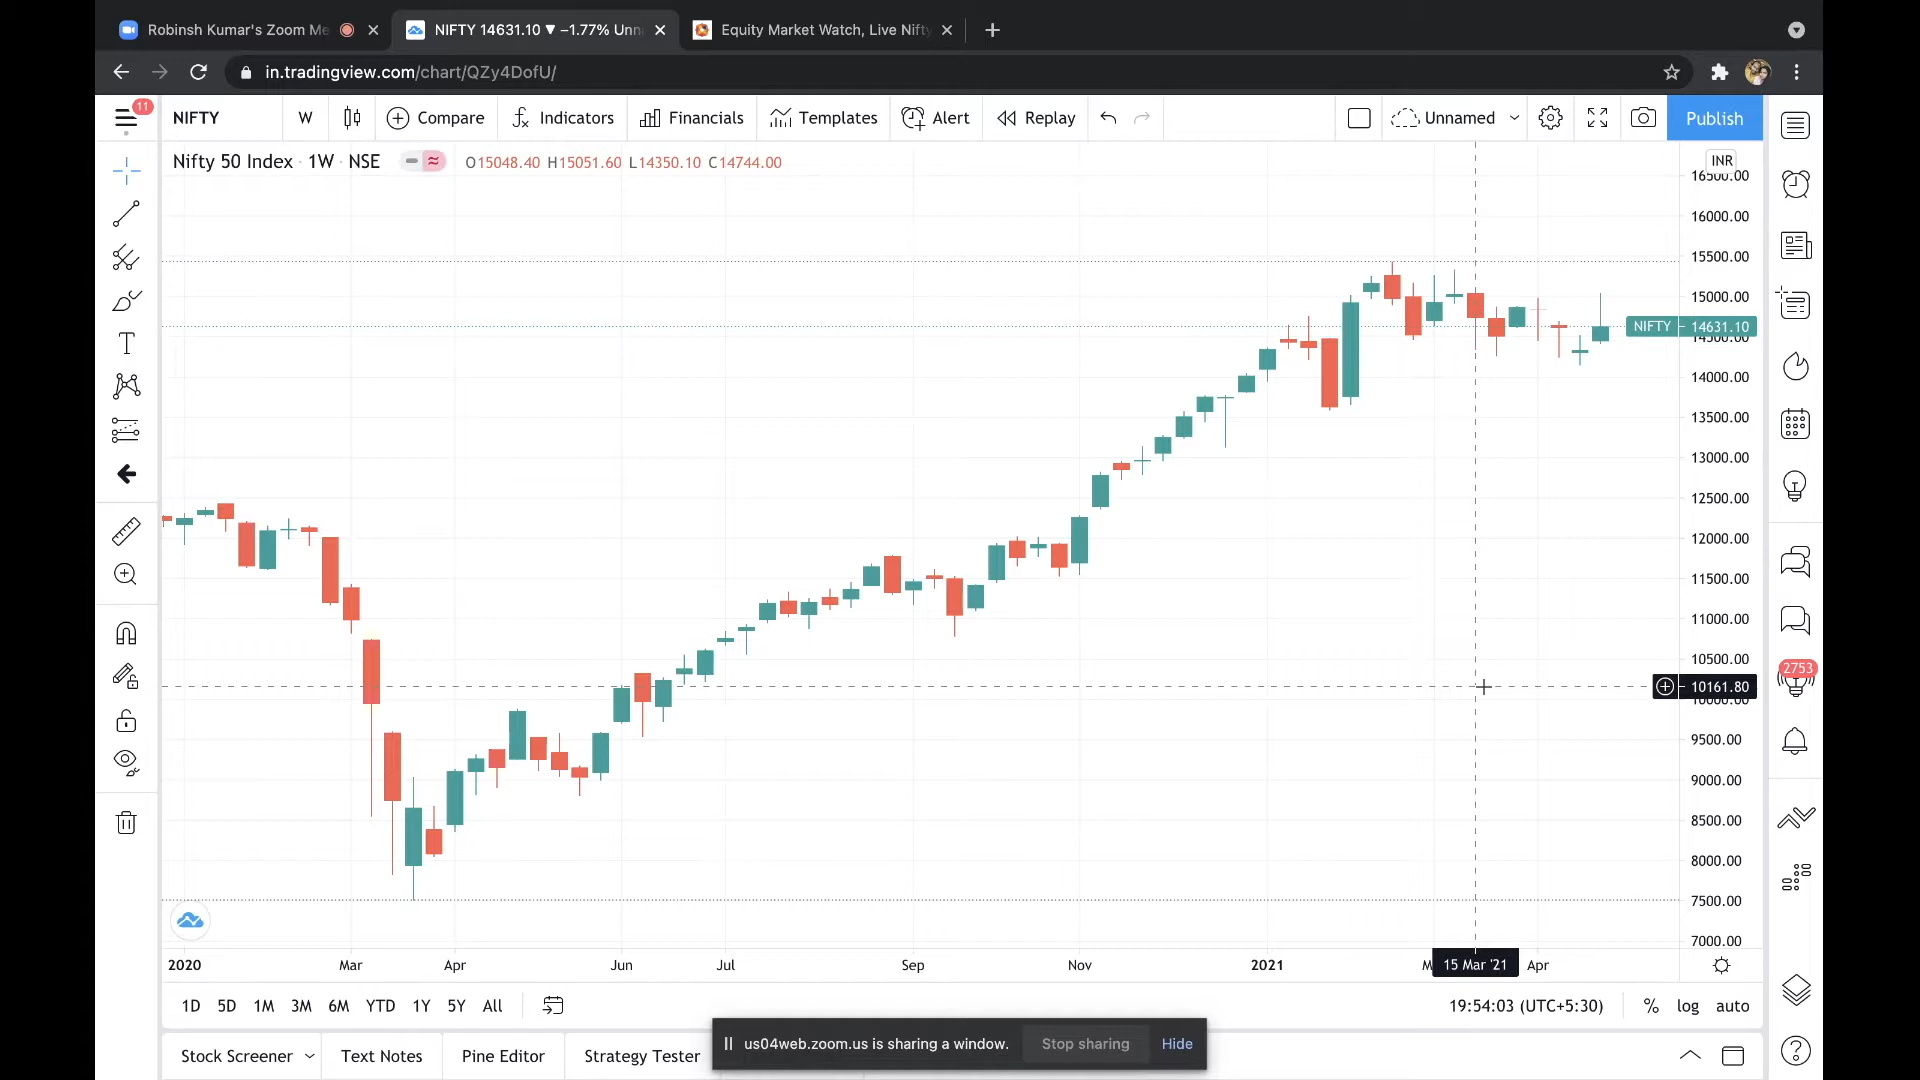 Robinsh Kumar's Zoom Me
NIFTY 14631.10 ▼ −1.77% Unn
Equity Market Watch, Live Nifty
in.tradingview.com/chart/QZy4DofU/
11
NIFTY
W
Compare
Indicators
Financials
Templates
Alert
Replay
Unnamed
Publish
Nifty 50 Index · 1W · NSE
O15048.40 H15051.60 L14350.10 C14744.00
INR
16500.00
16000.00
15500.00
15000.00
NIFTY 14631.10
14500.00
14000.00
13500.00
13000.00
12500.00
12000.00
11500.00
11000.00
10500.00
10161.80
10000.00
9500.00
9000.00
8500.00
8000.00
7500.00
7000.00
2753
2020 Mar Apr Jun Jul Sep Nov 2021 M 15 Mar '21 Apr
1D 5D 1M 3M 6M YTD 1Y 5Y All
19:54:03 (UTC+5:30) % log auto
Stock Screener
Text Notes
Pine Editor
Strategy Tester
us04web.zoom.us is sharing a window.
Stop sharing
Hide